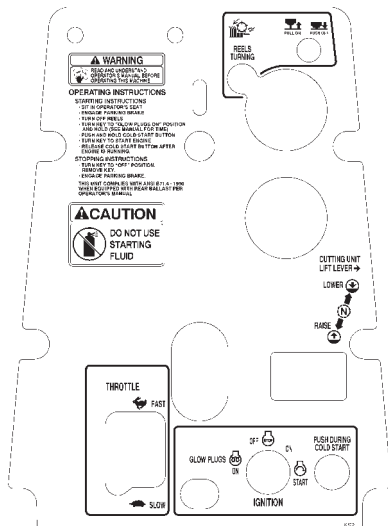 WARNING
READ AND UNDERSTAND
OPERATOR'S MANUAL BEFORE
OPERATING THIS MACHINE
OPERATING INSTRUCTIONS
STARTING INSTRUCTIONS
- SIT IN OPERATOR'S SEAT
- ENGAGE PARKING BRAKE
- TURN OFF REELS
- TURN KEY TO "GLOW PLUGS ON" POSITION
AND HOLD (SEE MANUAL FOR TIME)
- PUSH AND HOLD COLD START BUTTON
- TURN KEY TO START ENGINE
- RELEASE COLD START BUTTON AFTER
ENGINE IS RUNNING.
STOPPING INSTRUCTIONS
- TURN KEY TO "OFF" POSITION.
REMOVE KEY
- ENGAGE PARKING BRAKE.
THIS UNIT COMPLIES WITH ANSI B71.4 - 1990
WHEN EQUIPPED WITH REAR BALLAST PER
OPERATOR'S MANUAL
CAUTION
DO NOT USE
STARTING
FLUID
REELS
TURNING
PULL ON
PUSH OFF
CUTTING UNIT
LIFT LEVER
LOWER
N
RAISE
THROTTLE
FAST
SLOW
OFF
ON
GLOW PLUGS
ON
START
IGNITION
PUSH DURING
COLD START